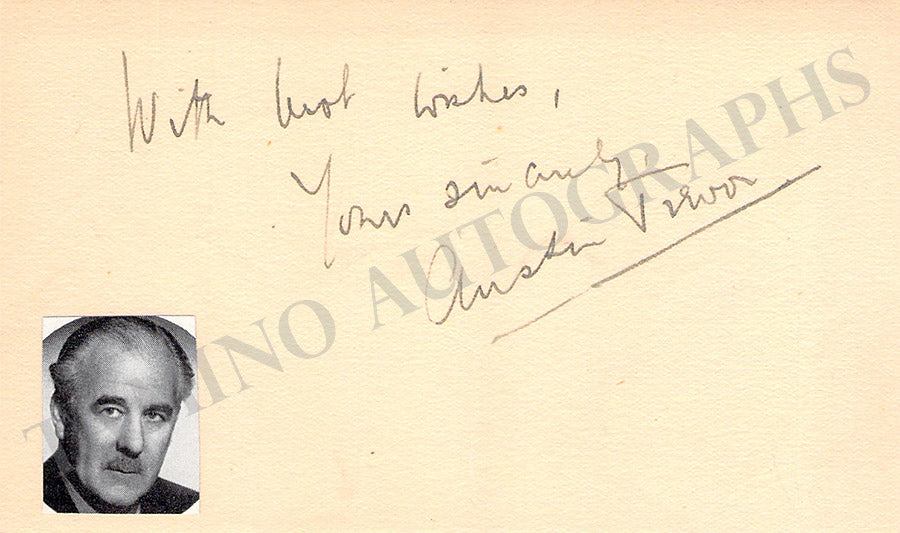 With best wishes,
Yours sincerely,
Austin Trevor
TAMINO AUTOGRAPHS